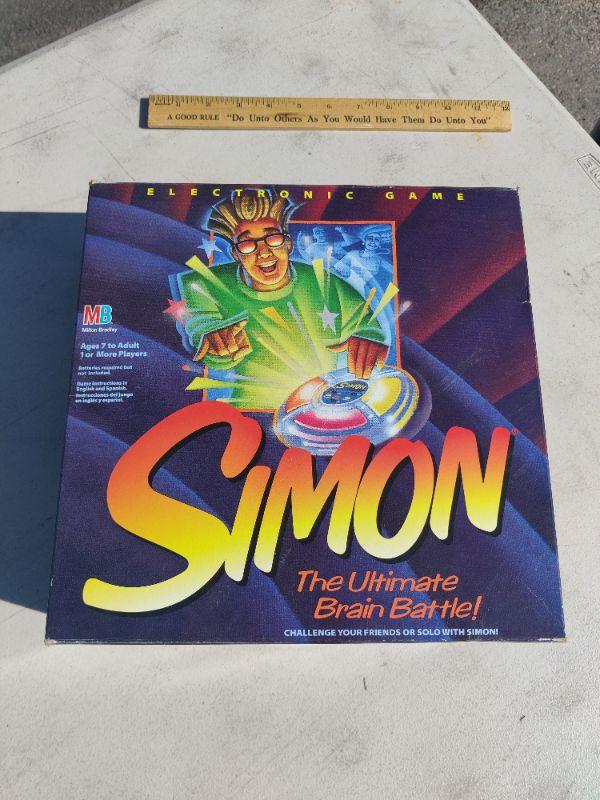 A GOOD RULE "Do Unto Others As You Would Have Them Do Unto You"
ELECTRONIC GAME
MB
Milton Bradley
Ages 7 to Adult
1 or More Players
Batteries required but
not included.
Game instructions in
English and Spanish.
Instrucciones del juego
en inglés y español.
SIMON
SIMON®
The Ultimate
Brain Battle!
CHALLENGE YOUR FRIENDS OR SOLO WITH SIMON!